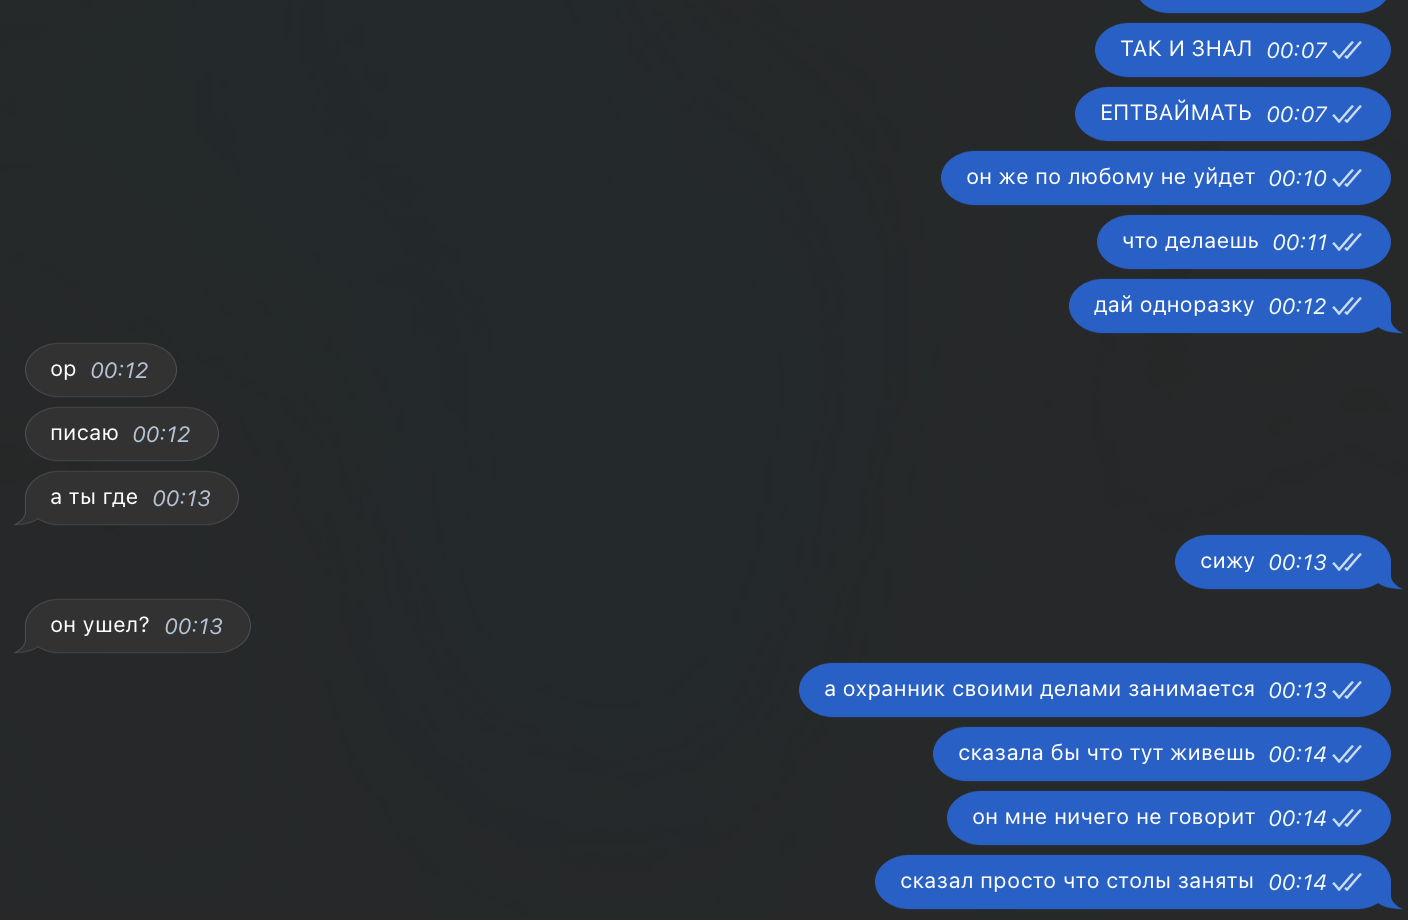 ТАК И ЗНАЛ 00:07
ЕПТВАЙМАТЬ 00:07
он же по любому не уйдет 00:10
что делаешь 00:11
дай одноразку 00:12
ор 00:12
писаю 00:12
а ты где 00:13
сижу 00:13
он ушел? 00:13
а охранник своими делами занимается 00:13
сказала бы что тут живешь 00:14
он мне ничего не говорит 00:14
сказал просто что столы заняты 00:14